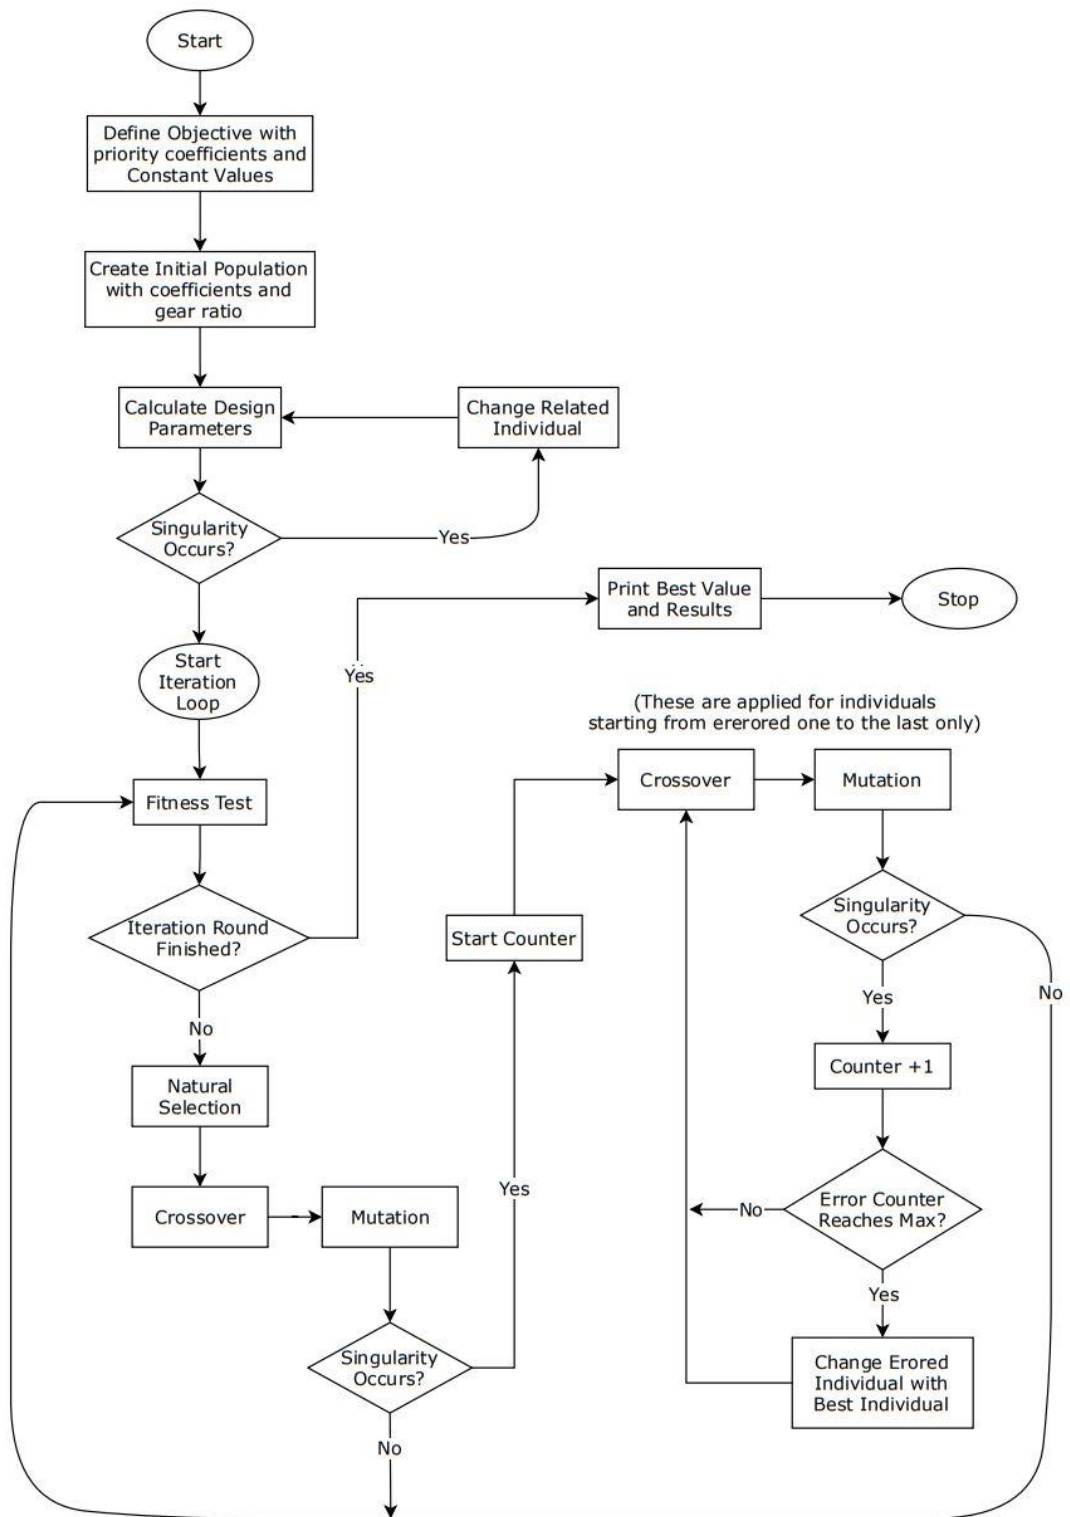 Start
Define Objective with
priority coefficients and
Constant Values
Create Initial Population
with coefficients and
gear ratio
Calculate Design
Parameters
Change Related
Individual
Singularity
Occurs?
Yes
Print Best Value
and Results
Stop
Start
Iteration
Loop
Yes
(These are applied for individuals
starting from ererored one to the last only)
Crossover
Mutation
Fitness Test
Singularity
Occurs?
Iteration Round
Finished?
Start Counter
Yes
No
No
Counter +1
Natural
Selection
Yes
Error Counter
Reaches Max?
No
Crossover
Mutation
Yes
Singularity
Occurs?
Change Erored
Individual with
Best Individual
No